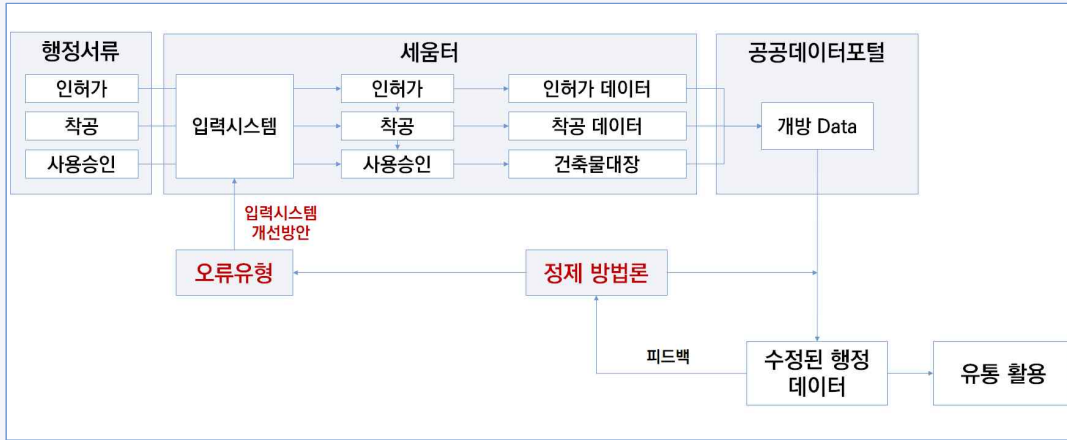 행정서류
세움터
공공데이터포털
인허가
인허가
인허가 데이터
착공
입력시스템
착공
착공 데이터
개방 Data
사용승인
사용승인
건축물대장
입력시스템
개선방안
오류유형
정제 방법론
피드백
수정된 행정
데이터
유통 활용